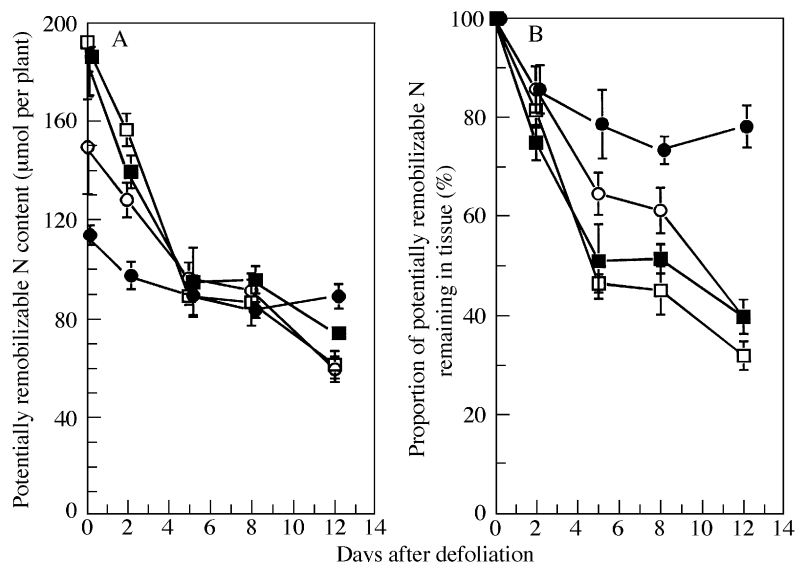 A
B
Potentially remobilizable N content (µmol per plant)
200
160
120
80
40
0
0 2 4 6 8 10 12 14
Proportion of potentially remobilizable N
remaining in tissue (%)
100
80
60
40
20
0
0 2 4 6 8 10 12 14
Days after defoliation